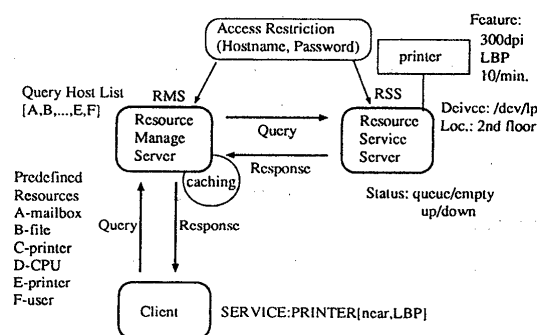 Access Restriction
(Hostname, Password)
Feature:
300dpi
LBP
10/min.
printer
Query Host List
[A,B,...,E,F]
RMS
RSS
Resource
Manage
Server
Query
Response
Resource
Service
Server
Deivce: /dev/lp
Loc.: 2nd floor
caching
Status: queue/empty
up/down
Predefined
Resources
A-mailbox
B-file
C-printer
D-CPU
E-printer
F-user
Query
Response
Client
SERVICE:PRINTER[near,LBP]